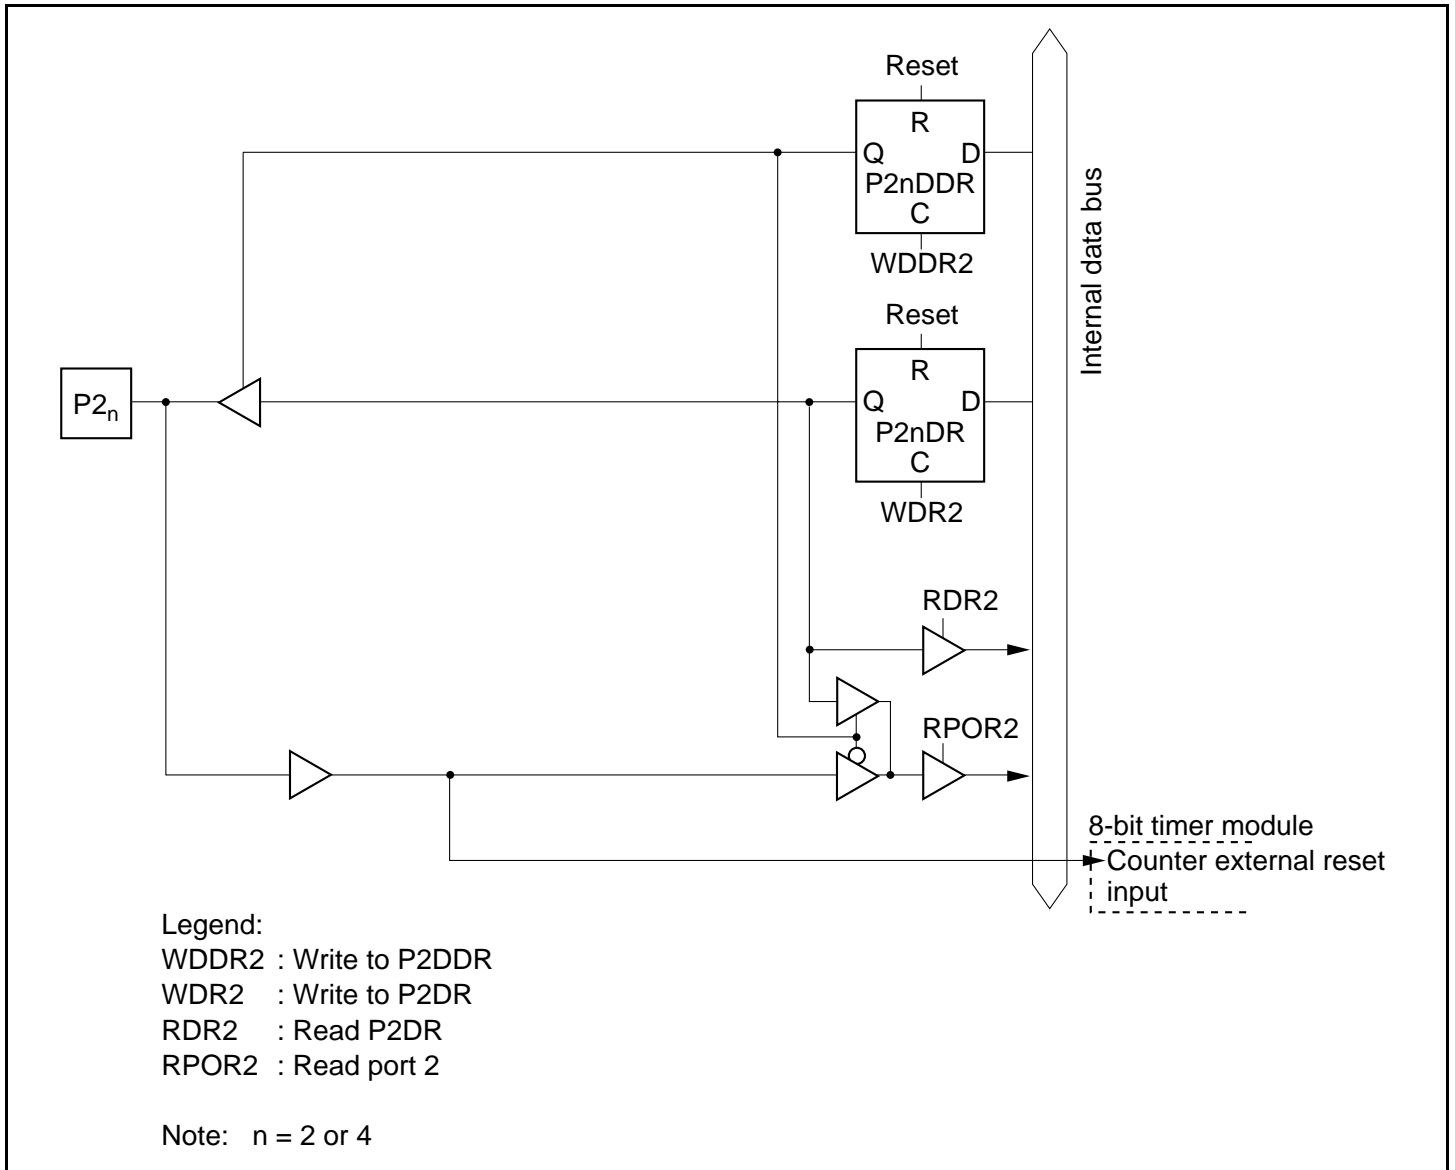 Reset
R
Q D
P2nDDR
C
WDDR2
Internal data bus
Reset
R
P2n
Q D
P2nDR
C
WDR2
RDR2
RPOR2
8-bit timer module
Counter external reset
input
Legend:
WDDR2 : Write to P2DDR
WDR2 : Write to P2DR
RDR2 : Read P2DR
RPOR2 : Read port 2
Note: n = 2 or 4